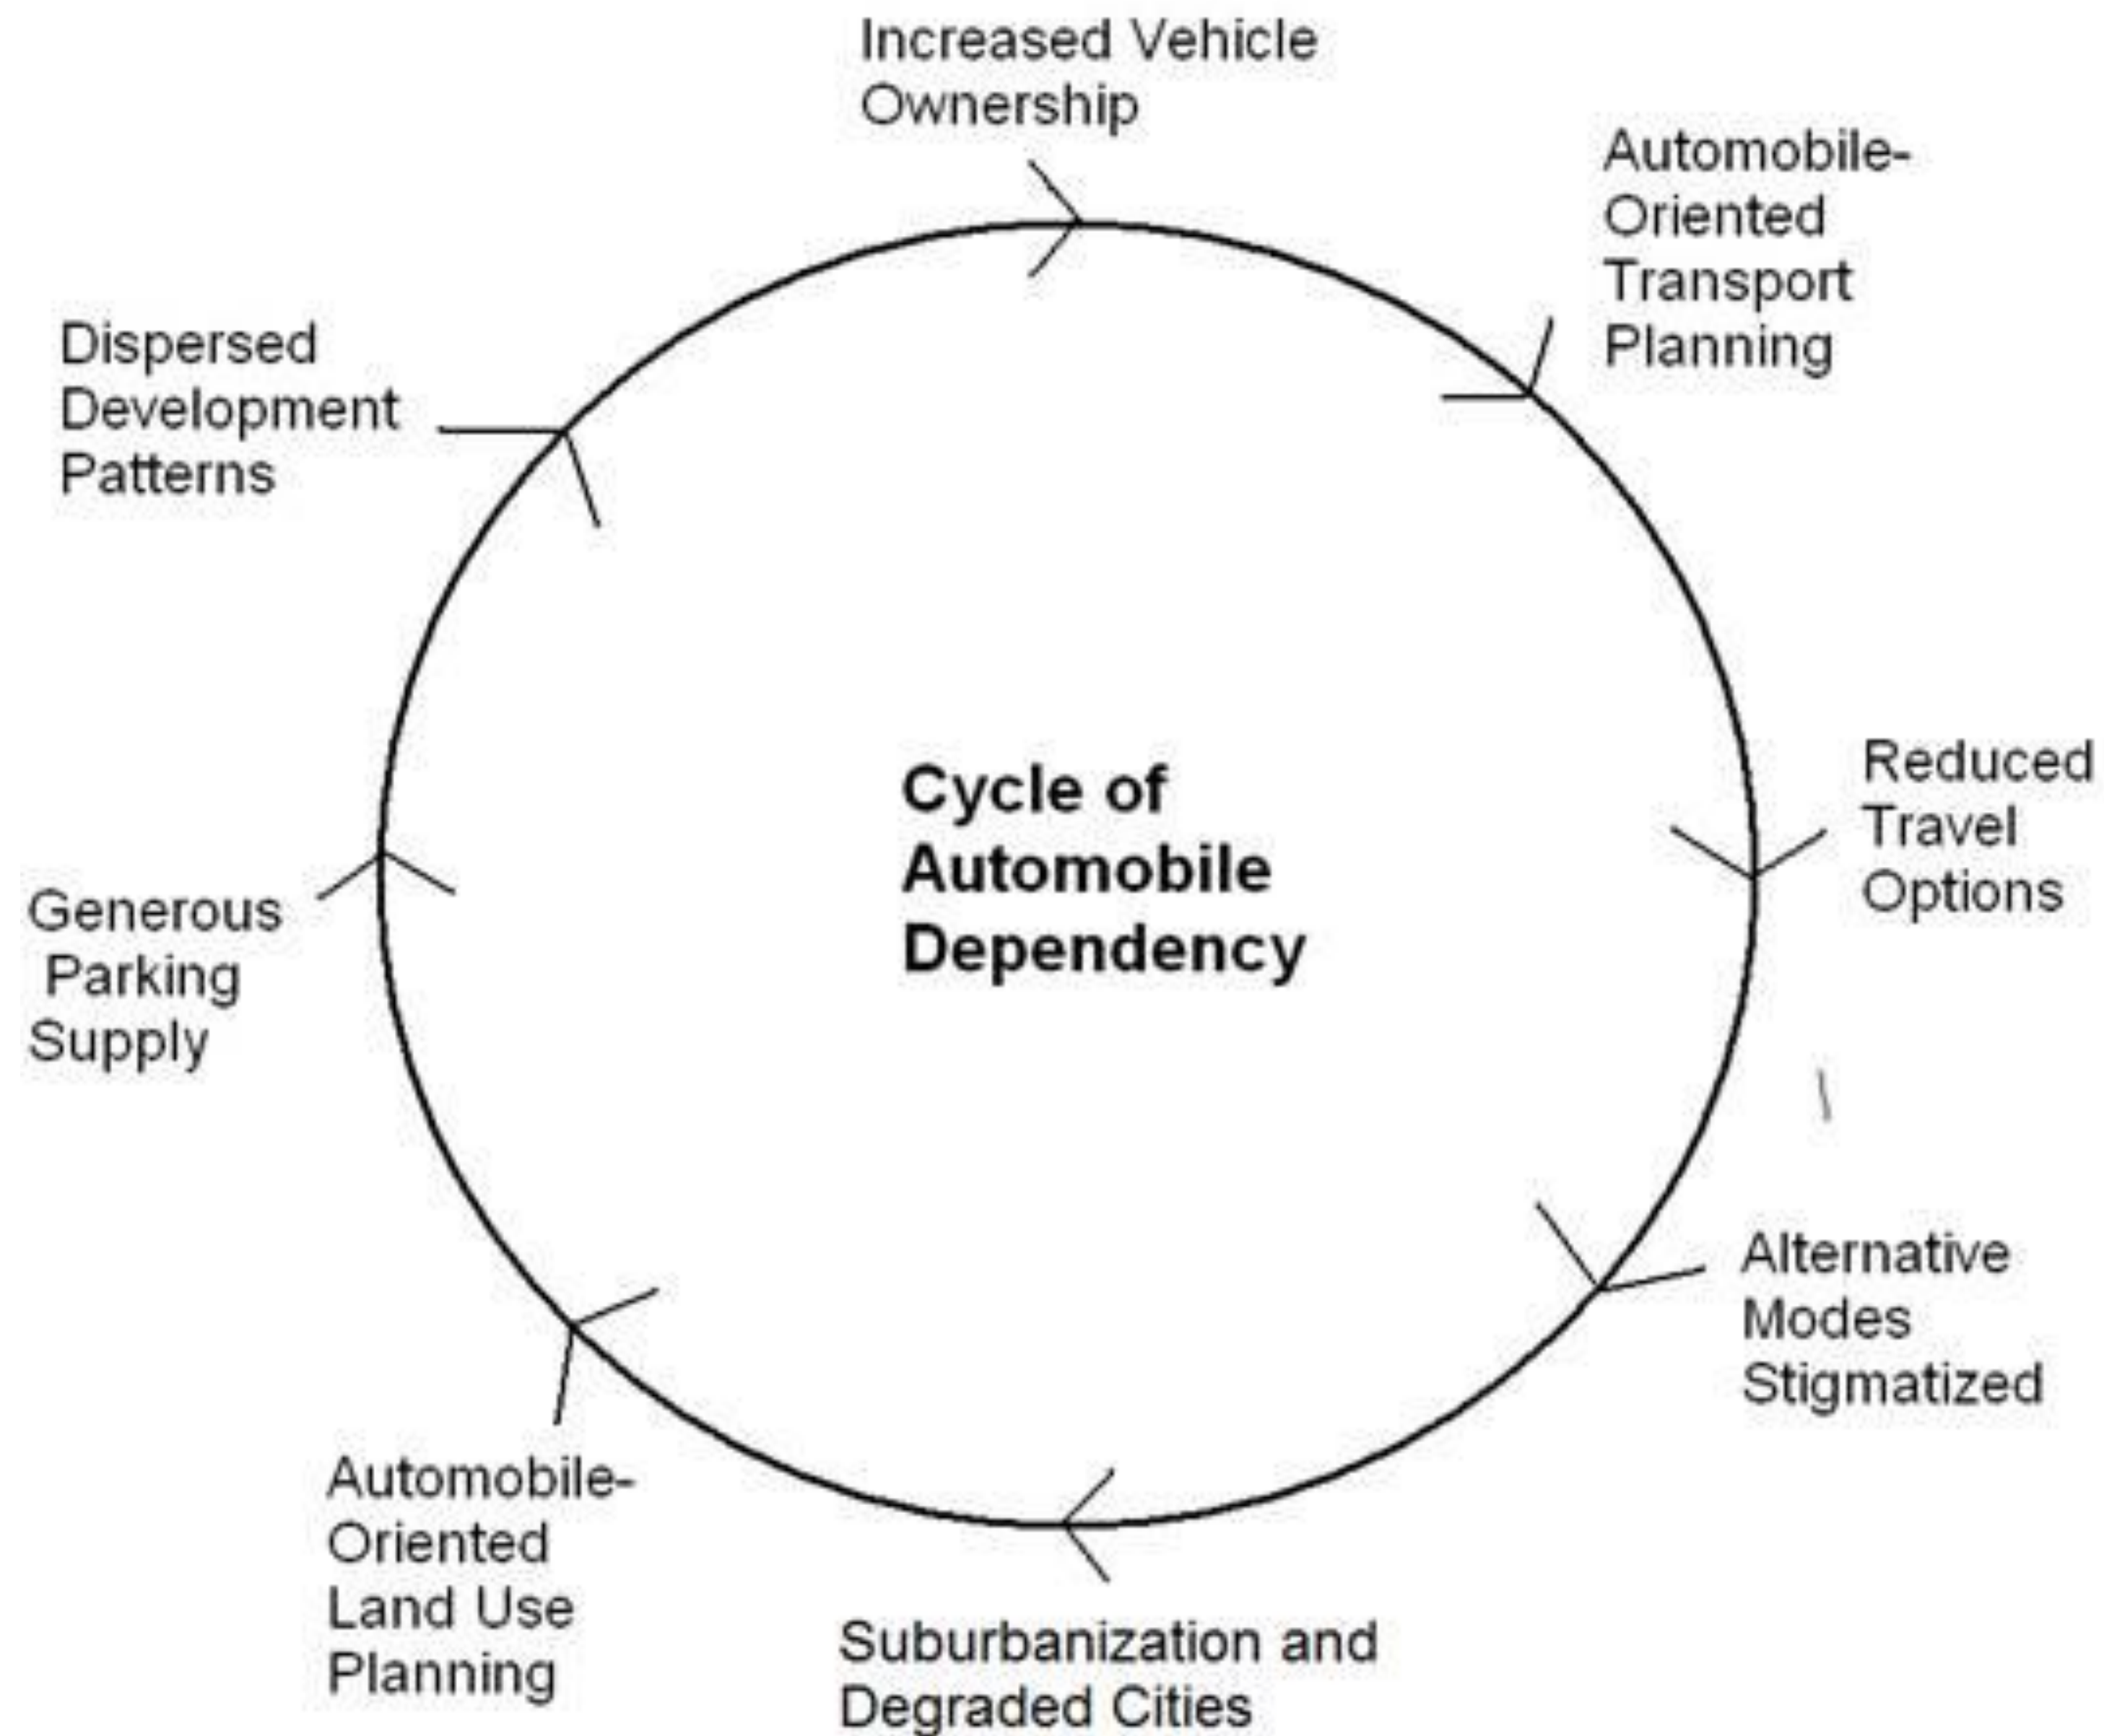 Increased Vehicle
Ownership
Automobile-
Oriented
Transport
Planning
Reduced
Travel
Options
Alternative
Modes
Stigmatized
Suburbanization and
Degraded Cities
Automobile-
Oriented
Land Use
Planning
Generous
Parking
Supply
Dispersed
Development
Patterns
Cycle of
Automobile
Dependency